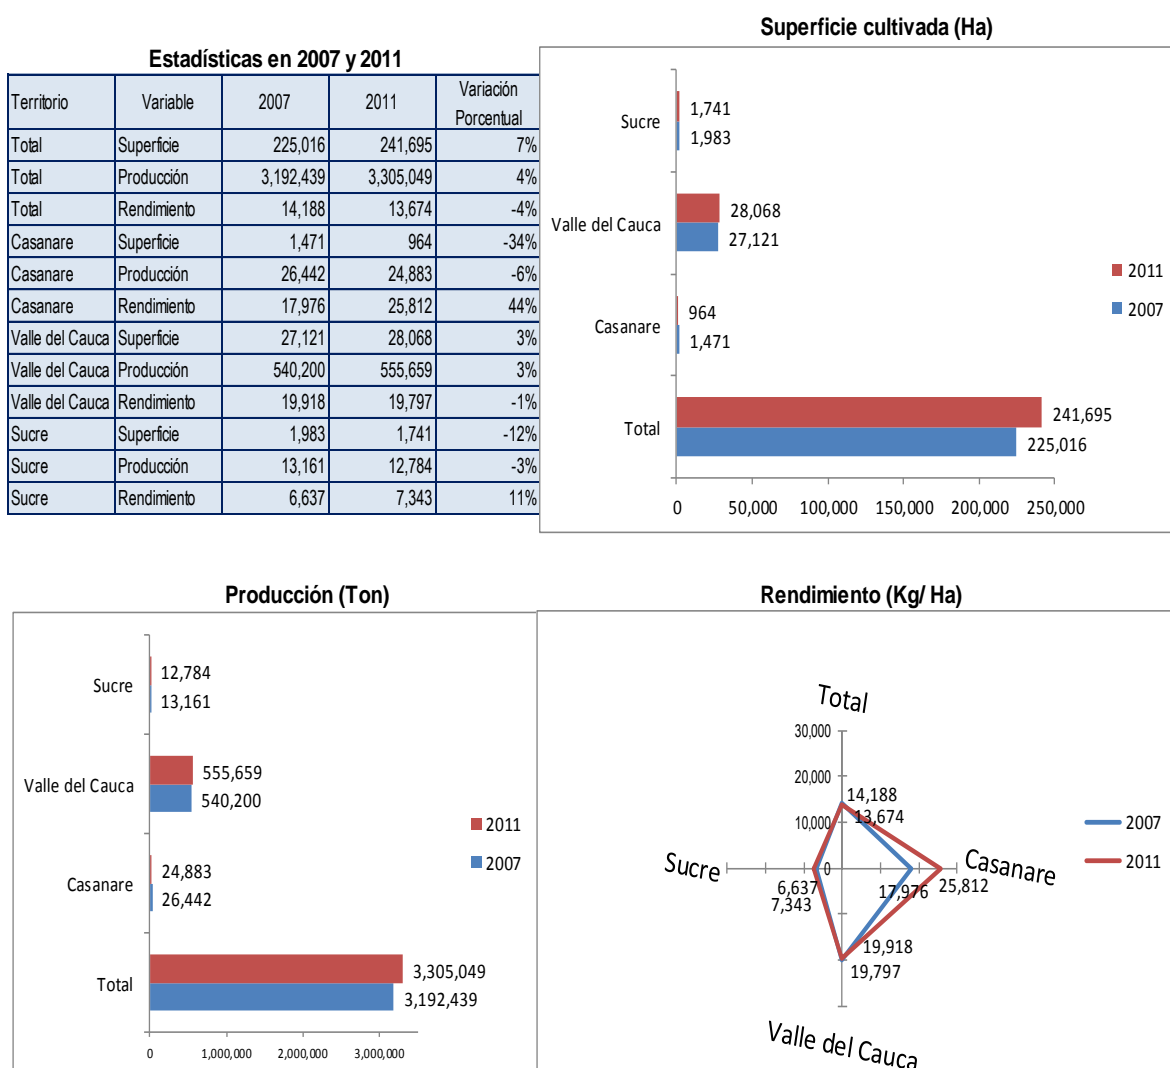 Estadísticas en 2007 y 2011
Territorio Variable 2007 2011 Variación Porcentual
Total Superficie 225,016 241,695 7%
Total Producción 3,192,439 3,305,049 4%
Total Rendimiento 14,188 13,674 -4%
Casanare Superficie 1,471 964 -34%
Casanare Producción 26,442 24,883 -6%
Casanare Rendimiento 17,976 25,812 44%
Valle del Cauca Superficie 27,121 28,068 3%
Valle del Cauca Producción 540,200 555,659 3%
Valle del Cauca Rendimiento 19,918 19,797 -1%
Sucre Superficie 1,983 1,741 -12%
Sucre Producción 13,161 12,784 -3%
Sucre Rendimiento 6,637 7,343 11%
Superficie cultivada (Ha)
1,741
Sucre
1,983
28,068
Valle del Cauca
27,121
2011
2007
964
Casanare
1,471
241,695
Total
225,016
0 50,000 100,000 150,000 200,000 250,000
Producción (Ton)
12,784
Sucre
13,161
555,659
Valle del Cauca
540,200
2011
2007
24,883
Casanare
26,442
3,305,049
Total
3,192,439
0 1,000,000 2,000,000 3,000,000
Rendimiento (Kg/ Ha)
Total
30,000
20,000
14,188
10,000 13,674
2007
2011
Sucre 0 Casanare
6,637 17,976 25,812
7,343
19,918
19,797
Valle del Cauca